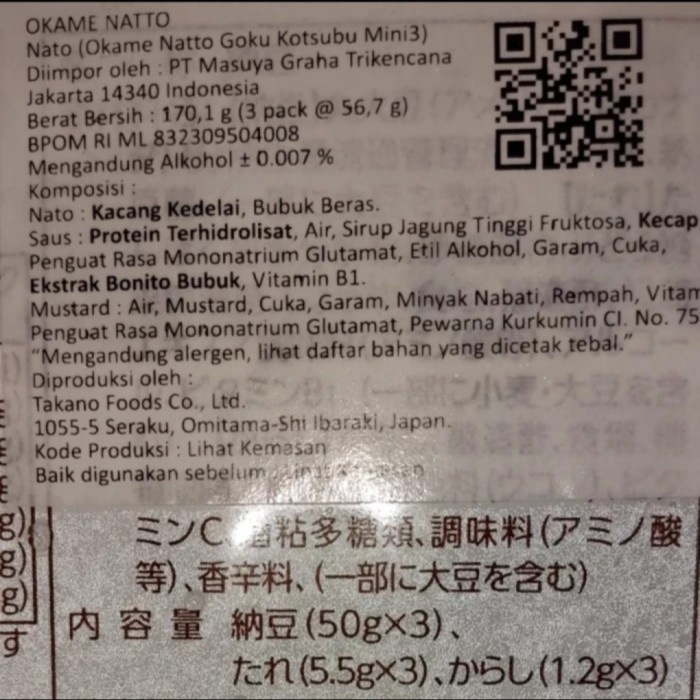 OKAME NATTO
Nato (Okame Natto Goku Kotsubu Mini3)
Diimpor oleh : PT Masuya Graha Trikencana
Jakarta 14340 Indonesia
Berat Bersih : 170,1 g (3 pack @ 56,7 g)
BPOM RI ML 832309504008
Mengandung Alkohol ± 0.007 %
Komposisi :
Nato : Kacang Kedelai, Bubuk Beras.
Saus : Protein Terhidrolisat, Air, Sirup Jagung Tinggi Fruktosa, Kecap
Penguat Rasa Mononatrium Glutamat, Etil Alkohol, Garam, Cuka,
Ekstrak Bonito Bubuk, Vitamin B1.
Mustard : Air, Mustard, Cuka, Garam, Minyak Nabati, Rempah, Vitam
Penguat Rasa Mononatrium Glutamat, Pewarna Kurkumin CI. No. 75
"Mengandung alergen, lihat daftar bahan yang dicetak tebal."
Diproduksi oleh :
Takano Foods Co., Ltd.
1055-5 Seraku, Omitama-Shi Ibaraki, Japan.
Kode Produksi : Lihat Kemasan
Baik digunakan sebelum
ミンC、増粘多糖類、調味料(アミノ酸
g) 等)、香辛料、(一部に大豆を含む)
g) 内容量 納豆(50g×3)、
す たれ(5.5g×3)、からし(1.2g×3)